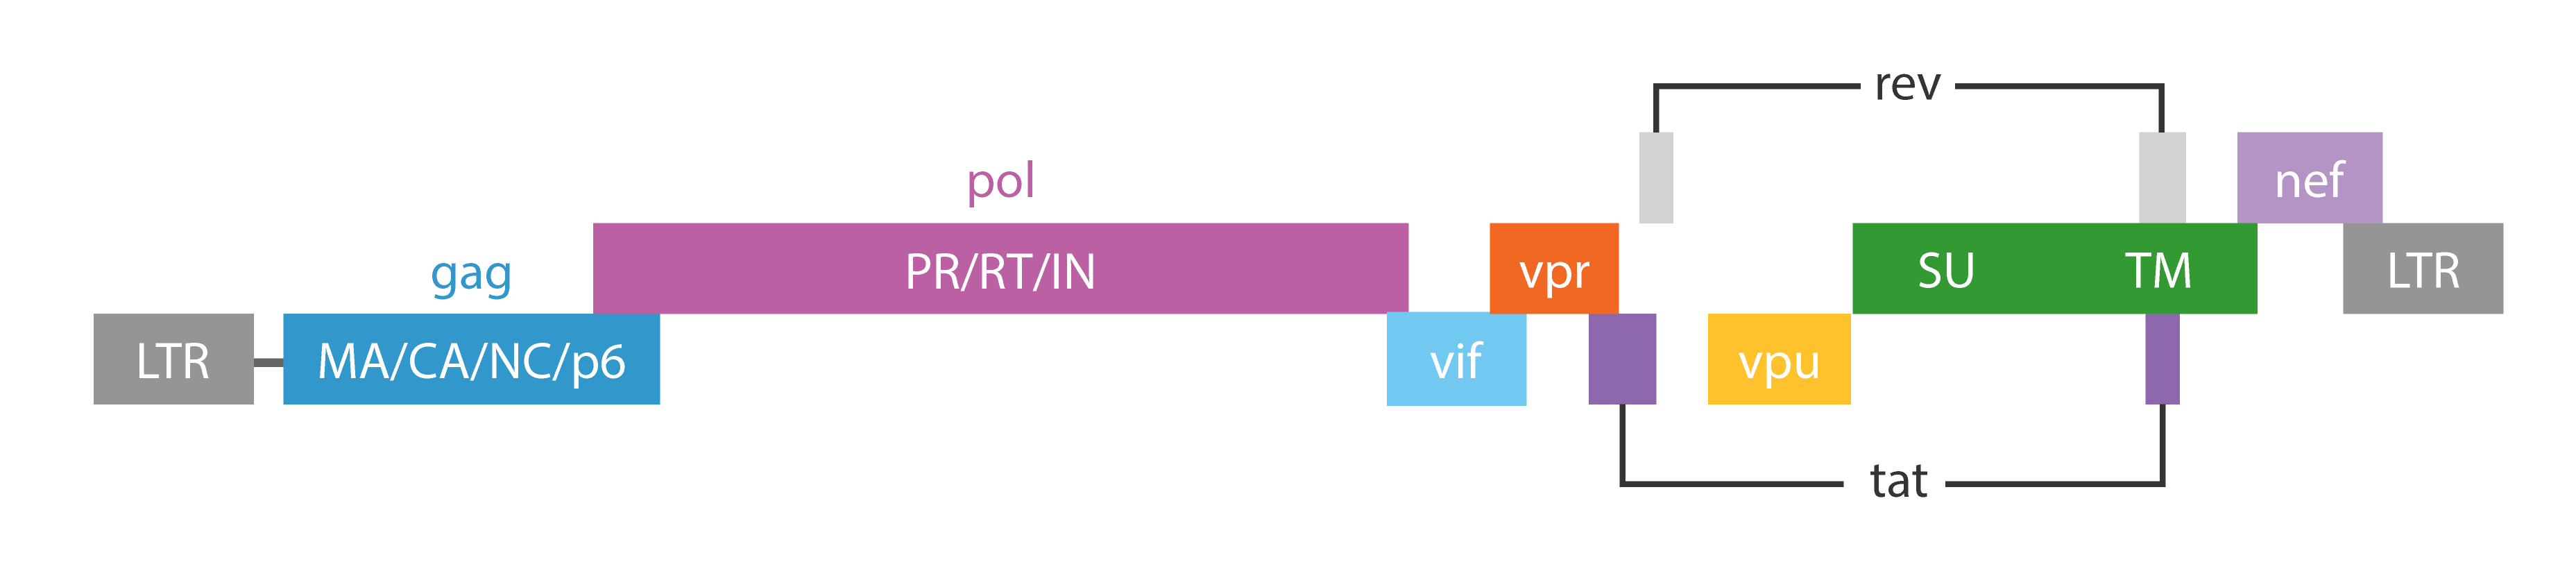 rev
pol
nef
gag
PR/RT/IN
vpr
SU
TM
LTR
LTR
MA/CA/NC/p6
vif
vpu
tat